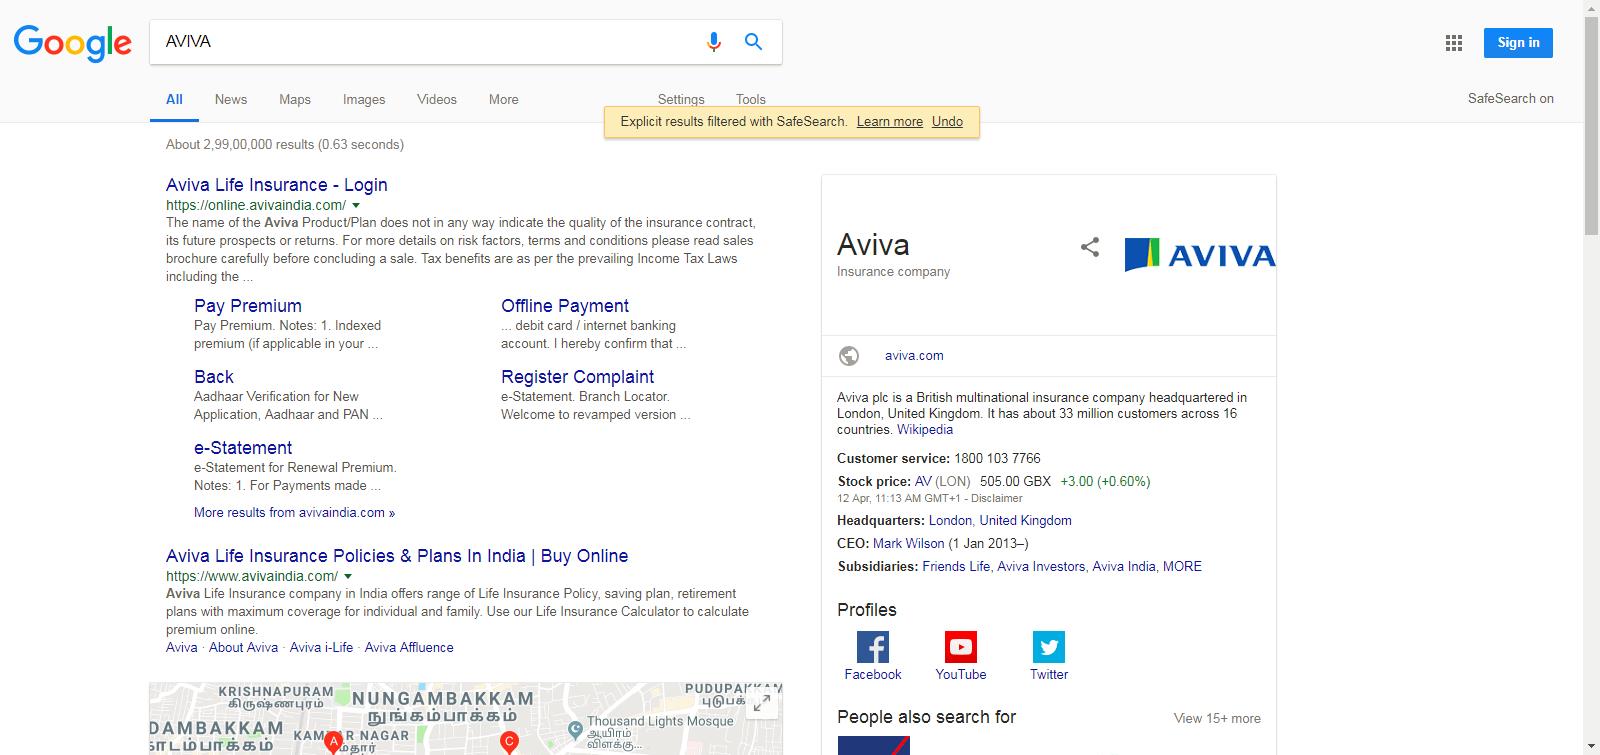 Google
AVIVA
Sign in
All News Maps Images Videos More Settings Tools
SafeSearch on
Explicit results filtered with SafeSearch. Learn more Undo
About 2,99,00,000 results (0.63 seconds)
Aviva Life Insurance - Login
https://online.avivaindia.com/
The name of the Aviva Product/Plan does not in any way indicate the quality of the insurance contract,
its future prospects or returns. For more details on risk factors, terms and conditions please read sales
brochure carefully before concluding a sale. Tax benefits are as per the prevailing Income Tax Laws
including the ...
Pay Premium
Pay Premium. Notes: 1. Indexed
premium (if applicable in your ...
Offline Payment
... debit card / internet banking
account. I hereby confirm that ...
Back
Aadhaar Verification for New
Application, Aadhaar and PAN ...
Register Complaint
e-Statement. Branch Locator.
Welcome to revamped version ...
e-Statement
e-Statement for Renewal Premium.
Notes: 1. For Payments made ...
More results from avivaindia.com »
Aviva Life Insurance Policies & Plans In India | Buy Online
https://www.avivaindia.com/
Aviva Life Insurance company in India offers range of Life Insurance Policy, saving plan, retirement
plans with maximum coverage for individual and family. Use our Life Insurance Calculator to calculate
premium online.
Aviva · About Aviva · Aviva i-Life · Aviva Affluence
KRISHNAPURAM
கிருஷ்ணபுரம்
NUNGAMBAKKAM
நுங்கம்பாக்கம்
PUDUPAKKAM
DAMBAKKAM
NAGAR
Thousand Lights Mosque
ஆயிரம்
விளக்கு...
A
C
Aviva
Insurance company
AVIVA
aviva.com
Aviva plc is a British multinational insurance company headquartered in
London, United Kingdom. It has about 33 million customers across 16
countries. Wikipedia
Customer service: 1800 103 7766
Stock price: AV (LON) 505.00 GBX +3.00 (+0.60%)
12 Apr, 11:13 AM GMT+1 - Disclaimer
Headquarters: London, United Kingdom
CEO: Mark Wilson (1 Jan 2013–)
Subsidiaries: Friends Life, Aviva Investors, Aviva India, MORE
Profiles
Facebook YouTube Twitter
People also search for
View 15+ more